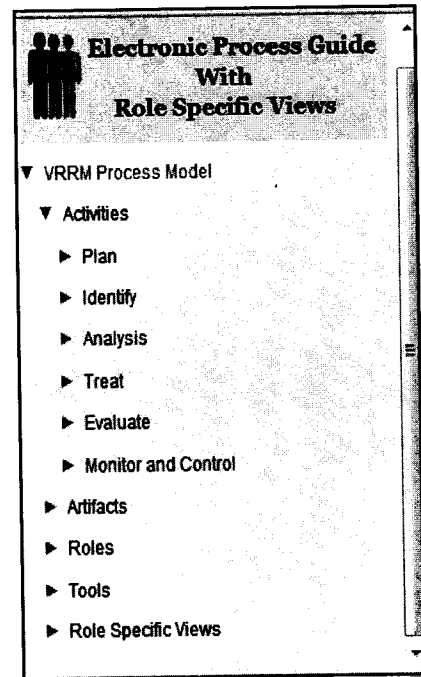 Electronic Process Guide
With
Role Specific Views
VRRM Process Model
Activities
Plan
Identify
Analysis
Treat
Evaluate
Monitor and Control
Artifacts
Roles
Tools
Role Specific Views